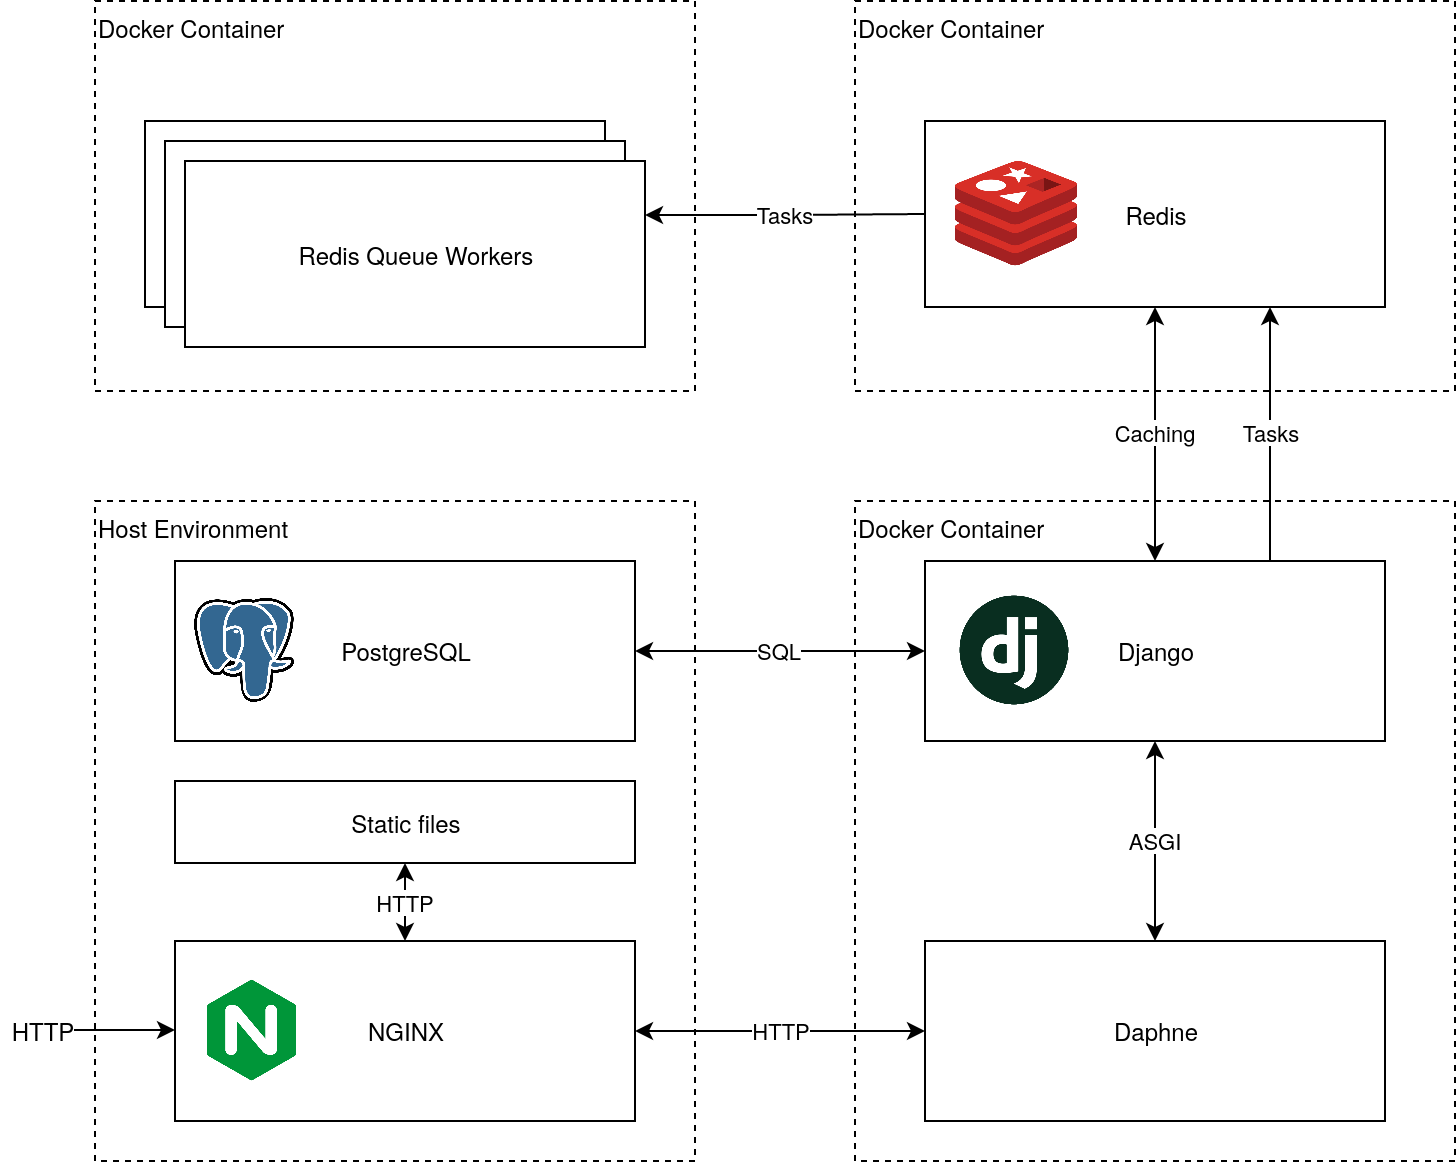 Docker Container
Docker Container
Redis Queue Workers
Tasks
Redis
Caching
Tasks
Host Environment
Docker Container
PostgreSQL
SQL
dj
Django
Static files
HTTP
ASGI
HTTP
N
NGINX
HTTP
Daphne